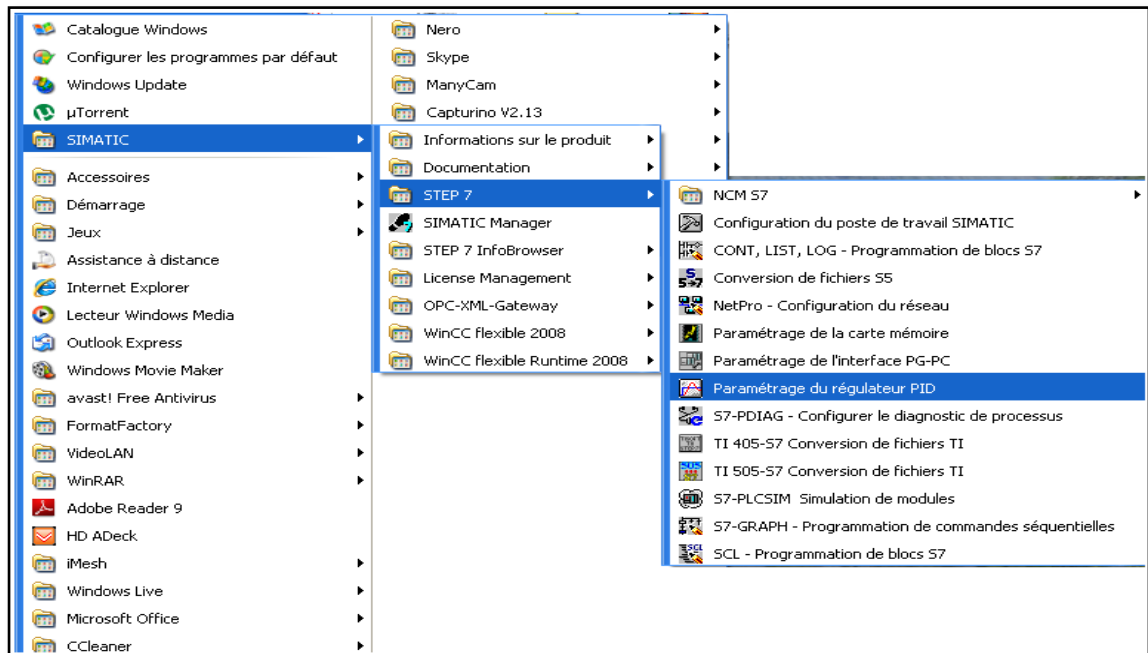 Catalogue Windows
Configurer les programmes par défaut
Windows Update
µTorrent
SIMATIC
Accessoires
Démarrage
Jeux
Assistance à distance
Internet Explorer
Lecteur Windows Media
Outlook Express
Windows Movie Maker
avast! Free Antivirus
FormatFactory
VideoLAN
WinRAR
Adobe Reader 9
HD ADeck
iMesh
Windows Live
Microsoft Office
CCleaner
Nero
Skype
ManyCam
Capturino V2.13
Informations sur le produit
Documentation
STEP 7
SIMATIC Manager
STEP 7 InfoBrowser
License Management
OPC-XML-Gateway
WinCC flexible 2008
WinCC flexible Runtime 2008
NCM S7
Configuration du poste de travail SIMATIC
CONT, LIST, LOG - Programmation de blocs S7
Conversion de fichiers S5
NetPro - Configuration du réseau
Paramétrage de la carte mémoire
Paramétrage de l'interface PG-PC
Paramétrage du régulateur PID
S7-PDIAG - Configurer le diagnostic de processus
TI 405-S7 Conversion de fichiers TI
TI 505-S7 Conversion de fichiers TI
S7-PLCSIM Simulation de modules
S7-GRAPH - Programmation de commandes séquentielles
SCL - Programmation de blocs S7